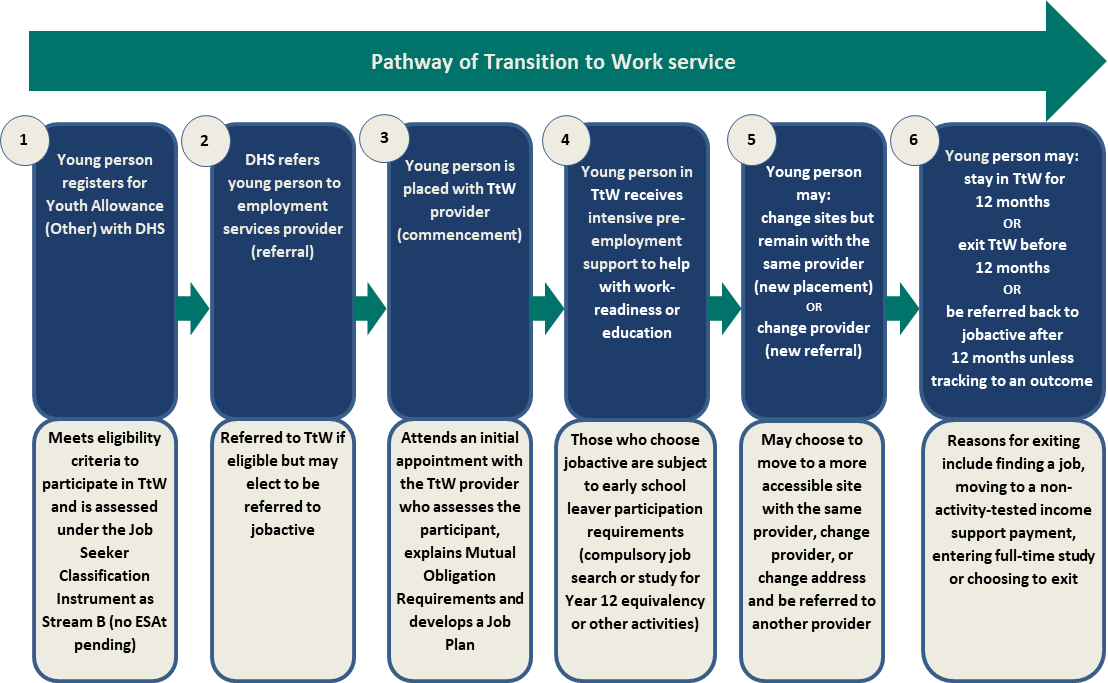 Pathway of Transition to Work service
1
Young person
registers for
Youth Allowance
(Other) with DHS
Meets eligibility
criteria to
participate in TtW
and is assessed
under the Job
Seeker
Classification
Instrument as
Stream B (no ESAt
pending)
2
DHS refers
young person to
employment
services provider
(referral)
Referred to TtW if
eligible but may
elect to be
referred to
jobactive
3
Young person is
placed with TtW
provider
(commencement)
Attends an initial
appointment with
the TtW provider
who assesses the
participant,
explains Mutual
Obligation
Requirements and
develops a Job
Plan
4
Young person in
TtW receives
intensive pre-
employment
support to help
with work-
readiness or
education
Those who choose
jobactive are subject
to early school
leaver participation
requirements
(compulsory job
search or study for
Year 12 equivalency
or other activities)
5
Young person
may:
change sites but
remain with the
same provider
(new placement)
OR
change provider
(new referral)
May choose to
move to a more
accessible site
with the same
provider, change
provider, or
change address
and be referred to
another provider
6
Young person may:
stay in TtW for
12 months
OR
exit TtW before
12 months
OR
be referred back to
jobactive after
12 months unless
tracking to an outcome
Reasons for exiting
include finding a job,
moving to a non-
activity-tested income
support payment,
entering full-time study
or choosing to exit